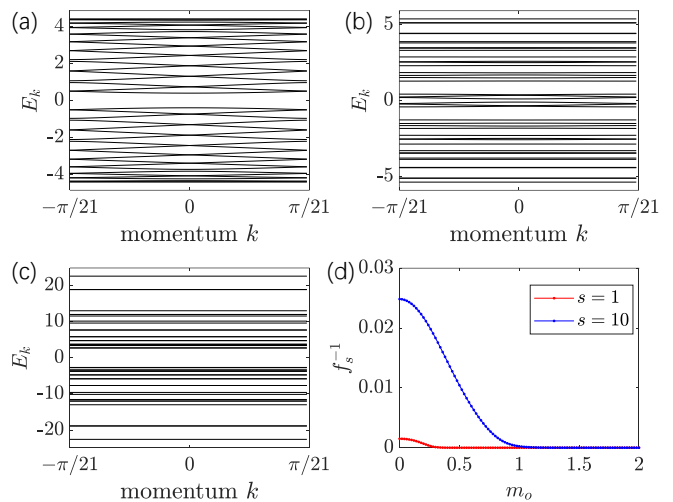 (a)
4
2
0
-2
-4
E_k
−π/21
0
π/21
momentum k
(b)
5
0
-5
E_k
−π/21
0
π/21
momentum k
(c)
20
10
0
-10
-20
E_k
−π/21
0
π/21
momentum k
(d)
0.03
0.02
0.01
0
f_s^{-1}
s = 1
s = 10
0
0.5
1
1.5
2
m_o